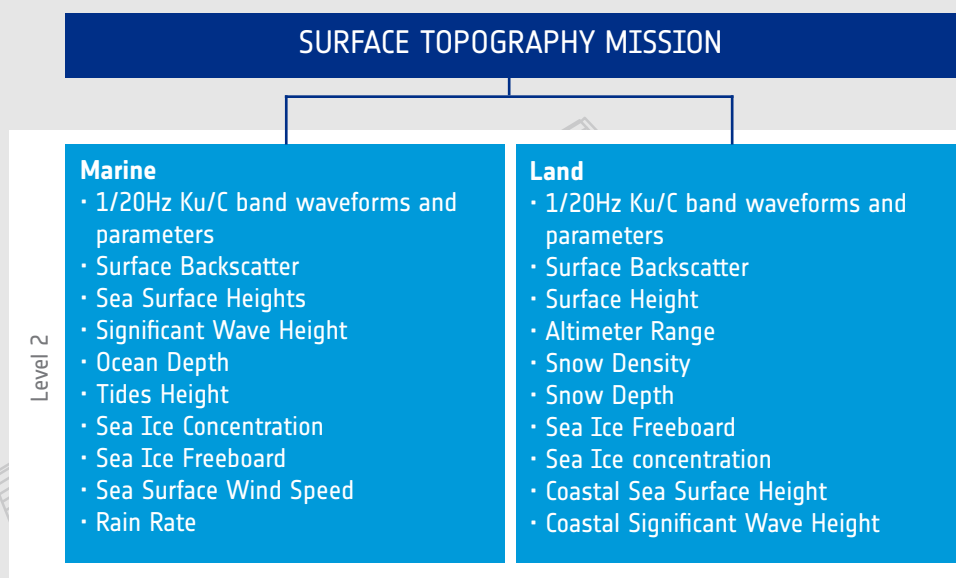 SURFACE TOPOGRAPHY MISSION
Level 2
Marine
· 1/20Hz Ku/C band waveforms and
parameters
· Surface Backscatter
· Sea Surface Heights
· Significant Wave Height
· Ocean Depth
· Tides Height
· Sea Ice Concentration
· Sea Ice Freeboard
· Sea Surface Wind Speed
· Rain Rate
Land
· 1/20Hz Ku/C band waveforms and
parameters
· Surface Backscatter
· Surface Height
· Altimeter Range
· Snow Density
· Snow Depth
· Sea Ice Freeboard
· Sea Ice concentration
· Coastal Sea Surface Height
· Coastal Significant Wave Height